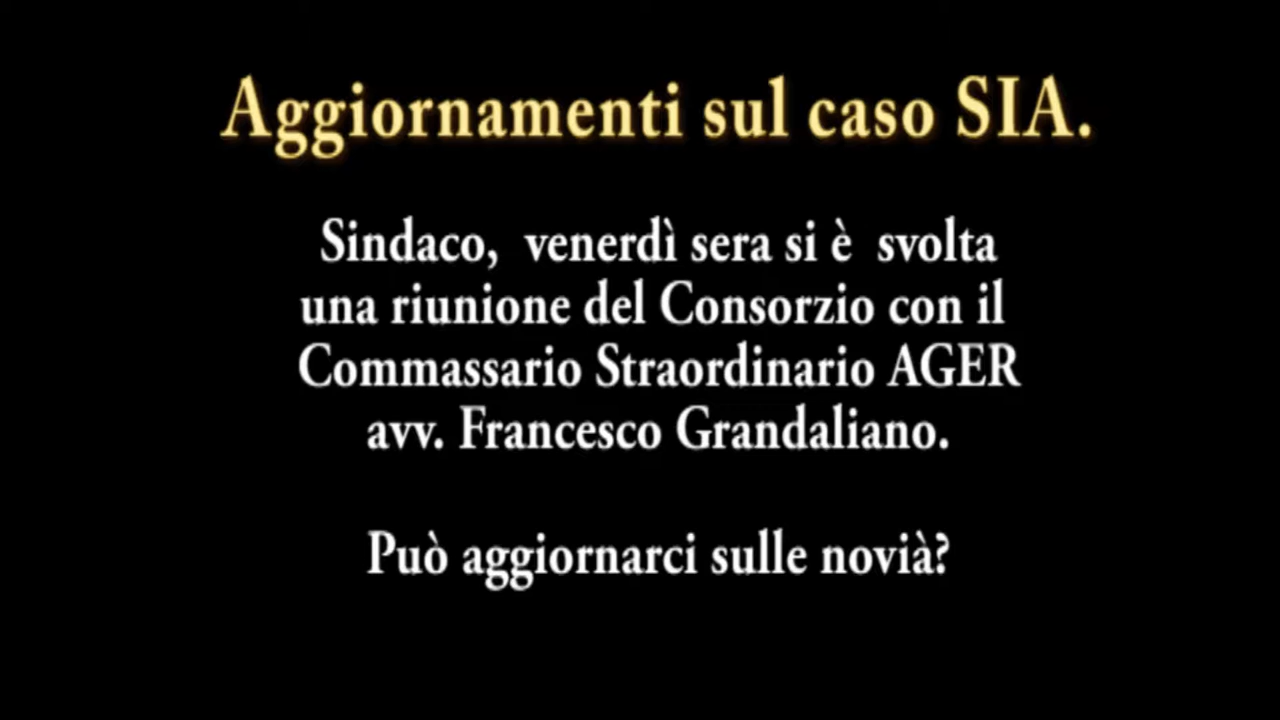 Aggiornamenti sul caso SIA.
Sindaco, venerdì sera si è svolta
una riunione del Consorzio con il
Commassario Straordinario AGER
avv. Francesco Grandaliano.
Può aggiornarci sulle novià?